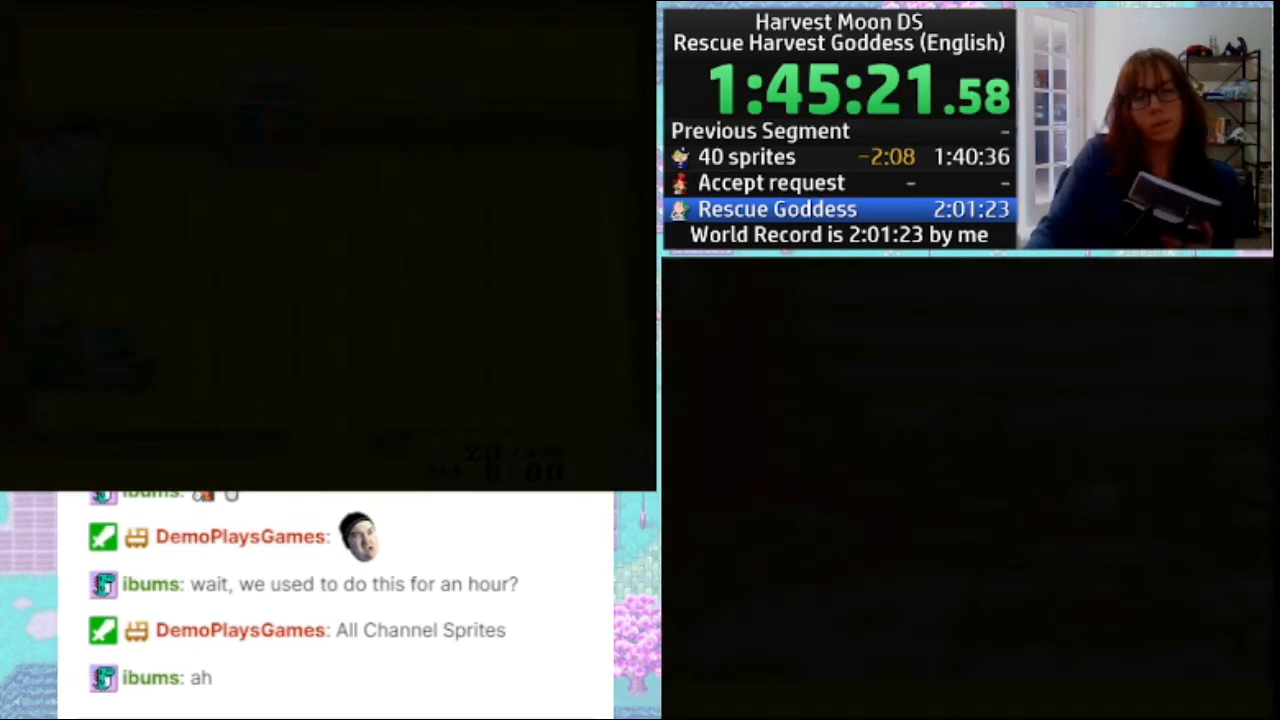 Harvest Moon DS
Rescue Harvest Goddess (English)
1:45:21.58
Previous Segment -
40 sprites -2:08 1:40:36
Accept request - -
Rescue Goddess 2:01:23
World Record is 2:01:23 by me
ibums:
DemoPlaysGames:
ibums: wait, we used to do this for an hour?
DemoPlaysGames: All Channel Sprites
ibums: ah